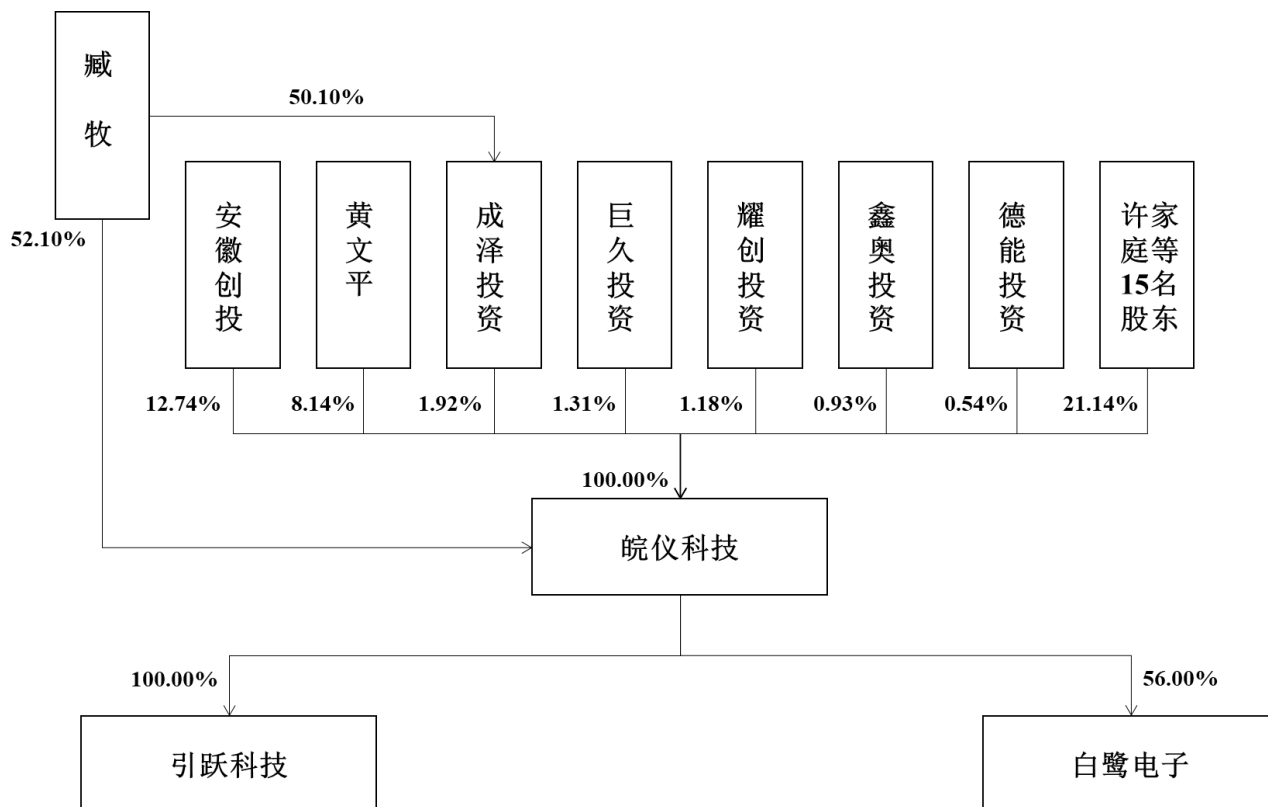 臧牧
50.10%
52.10%
安徽创投
黄文平
成泽投资
巨久投资
耀创投资
鑫奥投资
德能投资
许家庭等15名股东
12.74%
8.14%
1.92%
1.31%
1.18%
0.93%
0.54%
21.14%
100.00%
皖仪科技
100.00%
56.00%
引跃科技
白鹭电子